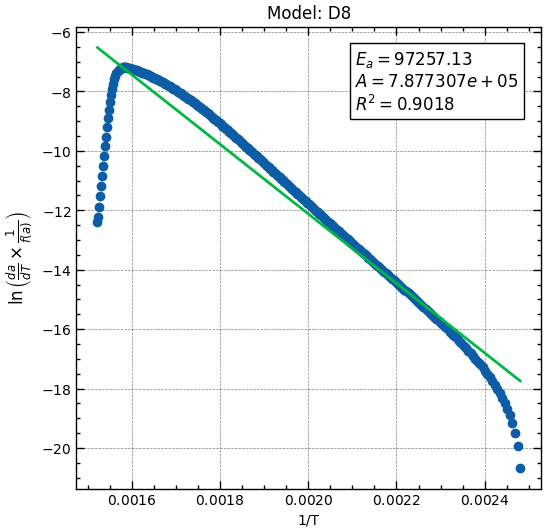 Model: D8
E_a = 97257.13
A = 7.877307e + 05
R² = 0.9018
ln(da/dT × 1/f(a))
−6
−8
−10
−12
−14
−16
−18
−20
0.0016 0.0018 0.0020 0.0022 0.0024
1/T